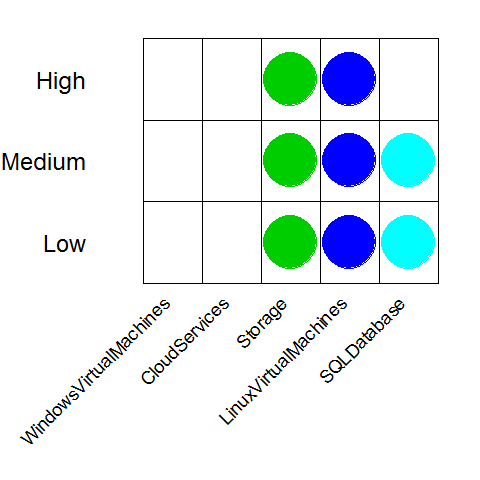 High
Medium
Low
WindowsVirtualMachines
CloudServices
Storage
LinuxVirtualMachines
SQLDatabase